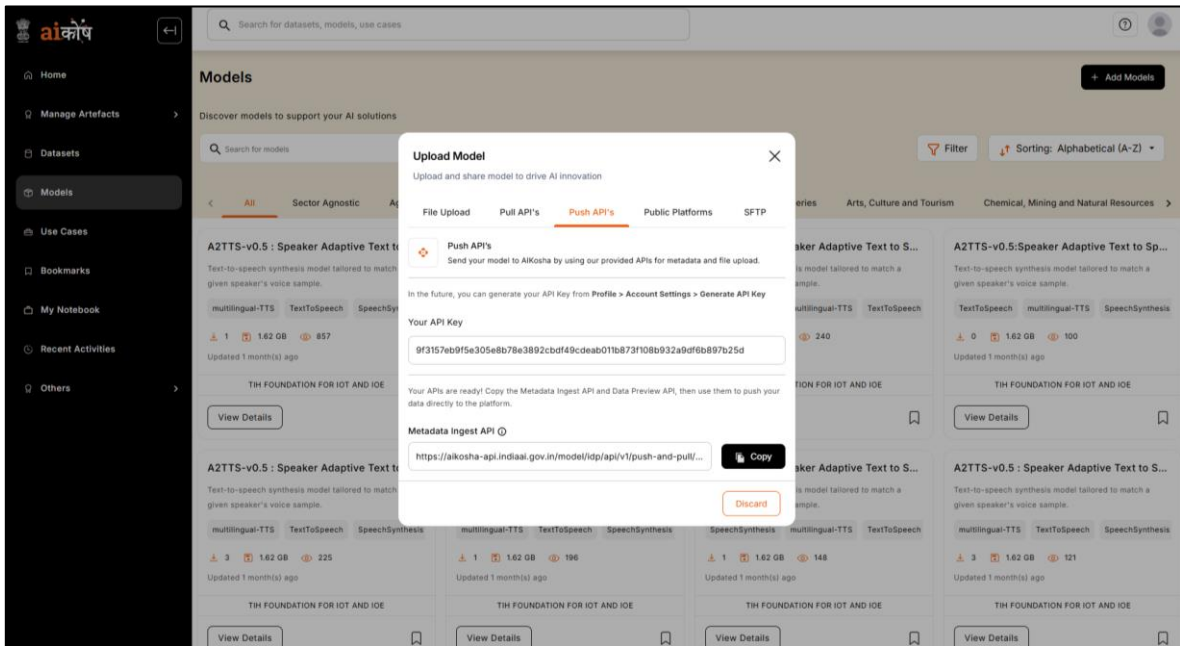 aiकोष
Search for datasets, models, use cases
Home
Manage Artefacts
Datasets
Models
Use Cases
Bookmarks
My Notebook
Recent Activities
Others
Models
+ Add Models
Discover models to support your AI solutions
Search for models
Filter
Sorting: Alphabetical (A-Z)
All
Sector Agnostic
Arts, Culture and Tourism
Chemical, Mining and Natural Resources
Upload Model
Upload and share model to drive AI innovation
File Upload
Pull API's
Push API's
Public Platforms
SFTP
Push API's
Send your model to AIKosha by using our provided APIs for metadata and file upload.
In the future, you can generate your API Key from Profile > Account Settings > Generate API Key
Your API Key
9f3157eb9f5e305e8b78e3892cbdf49cdeab011b873f108b932a9df6b897b25d
Your APIs are ready! Copy the Metadata Ingest API and Data Preview API, then use them to push your
data directly to the platform.
Metadata Ingest API
https://aikosha-api.indiaai.gov.in/model/idp/api/v1/push-and-pull/...
Copy
Discard
A2TTS-v0.5 : Speaker Adaptive Text
Text-to-speech synthesis model tailored to match
given speaker's voice sample.
multilingual-TTS TextToSpeech
1 1.62 GB 857
Updated 1 month(s) ago
TIH FOUNDATION FOR IOT AND IOE
View Details
Adaptive Text to S...
model tailored to match a
TextToSpeech
240
FOR IOT AND IOE
A2TTS-v0.5:Speaker Adaptive Text to Sp...
Text-to-speech synthesis model tailored to match a
given speaker's voice sample.
TextToSpeech multilingual-TTS SpeechSynthesis
0 1.62 GB 100
Updated 1 month(s) ago
TIH FOUNDATION FOR IOT AND IOE
View Details
A2TTS-v0.5 : Speaker Adaptive Text
Text-to-speech synthesis model tailored to match
given speaker's voice sample.
multilingual-TTS TextToSpeech SpeechSynthesis
3 1.62 GB 225
Updated 1 month(s) ago
TIH FOUNDATION FOR IOT AND IOE
View Details
multilingual-TTS TextToSpeech SpeechSynthesis
1 1.62 GB 196
Updated 1 month(s) ago
TIH FOUNDATION FOR IOT AND IOE
View Details
Adaptive Text to S...
model tailored to match a
SpeechSynthesis multilingual-TTS TextToSpeech
1 1.62 GB 148
Updated 1 month(s) ago
TIH FOUNDATION FOR IOT AND IOE
View Details
A2TTS-v0.5 : Speaker Adaptive Text to S...
Text-to-speech synthesis model tailored to match a
given speaker's voice sample.
multilingual-TTS TextToSpeech SpeechSynthesis
3 1.62 GB 121
Updated 1 month(s) ago
TIH FOUNDATION FOR IOT AND IOE
View Details